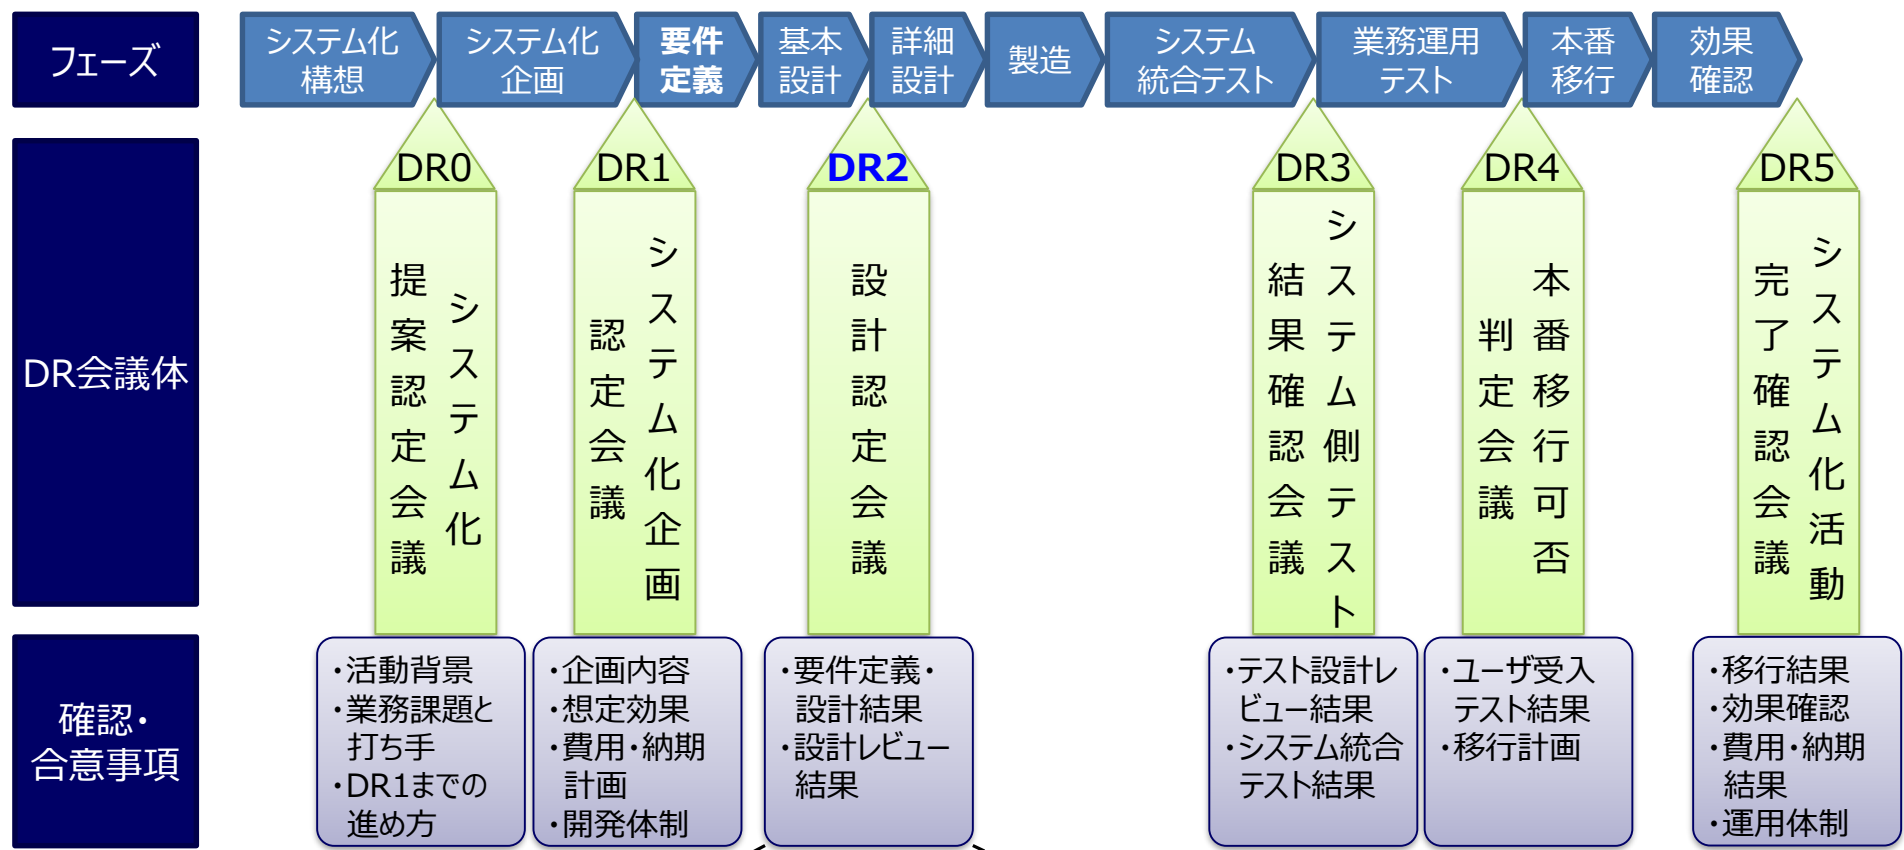 フェーズ
システム化
構想
システム化
企画
要件
定義
基本
設計
詳細
設計
製造
システム
統合テスト
業務運用
テスト
本番
移行
効果
確認
DR会議体
DR0
システム化
提案認定会議
DR1
システム化企画
認定会議
DR2
設計認定会議
DR3
システム側テスト
結果確認会議
DR4
本番移行可否
判定会議
DR5
システム化活動
完了確認会議
確認・
合意事項
・活動背景
・業務課題と
打ち手
・DR1までの
進め方
・企画内容
・想定効果
・費用・納期
計画
・開発体制
・要件定義・
設計結果
・設計レビュー
結果
・テスト設計レ
ビュー結果
・システム統合
テスト結果
・ユーザ受入
テスト結果
・移行計画
・移行結果
・効果確認
・費用・納期
結果
・運用体制